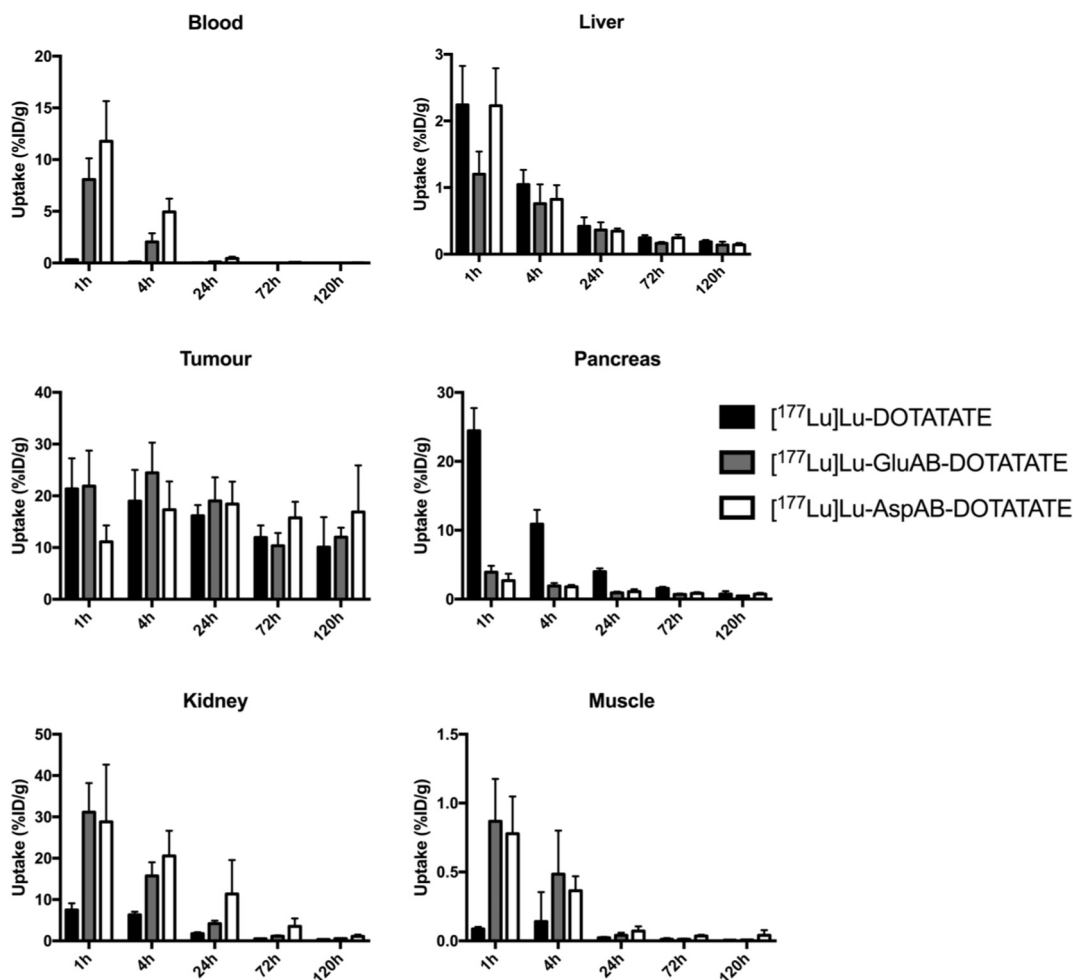 Blood
Uptake (%ID/g)
20
15
10
5
0
1h
4h
24h
72h
120h
Liver
Uptake (%ID/g)
3
2
1
0
1h
4h
24h
72h
120h
Tumour
Uptake (%ID/g)
40
30
20
10
0
1h
4h
24h
72h
120h
Pancreas
Uptake (%ID/g)
30
20
10
0
1h
4h
24h
72h
120h
[¹⁷⁷Lu]Lu-DOTATATE
[¹⁷⁷Lu]Lu-GluAB-DOTATATE
[¹⁷⁷Lu]Lu-AspAB-DOTATATE
Kidney
Uptake (%ID/g)
50
40
30
20
10
0
1h
4h
24h
72h
120h
Muscle
Uptake (%ID/g)
1.5
1.0
0.5
0.0
1h
4h
24h
72h
120h